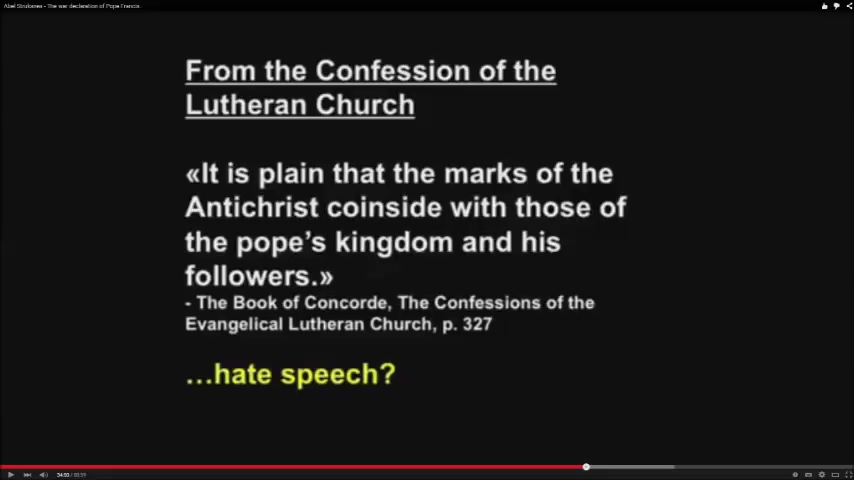 Abel Struksnes - The war declaration of Pope Francis.
From the Confession of the
Lutheran Church
«It is plain that the marks of the
Antichrist coinside with those of
the pope's kingdom and his
followers.»
- The Book of Concorde, The Confessions of the
Evangelical Lutheran Church, p. 327
...hate speech?